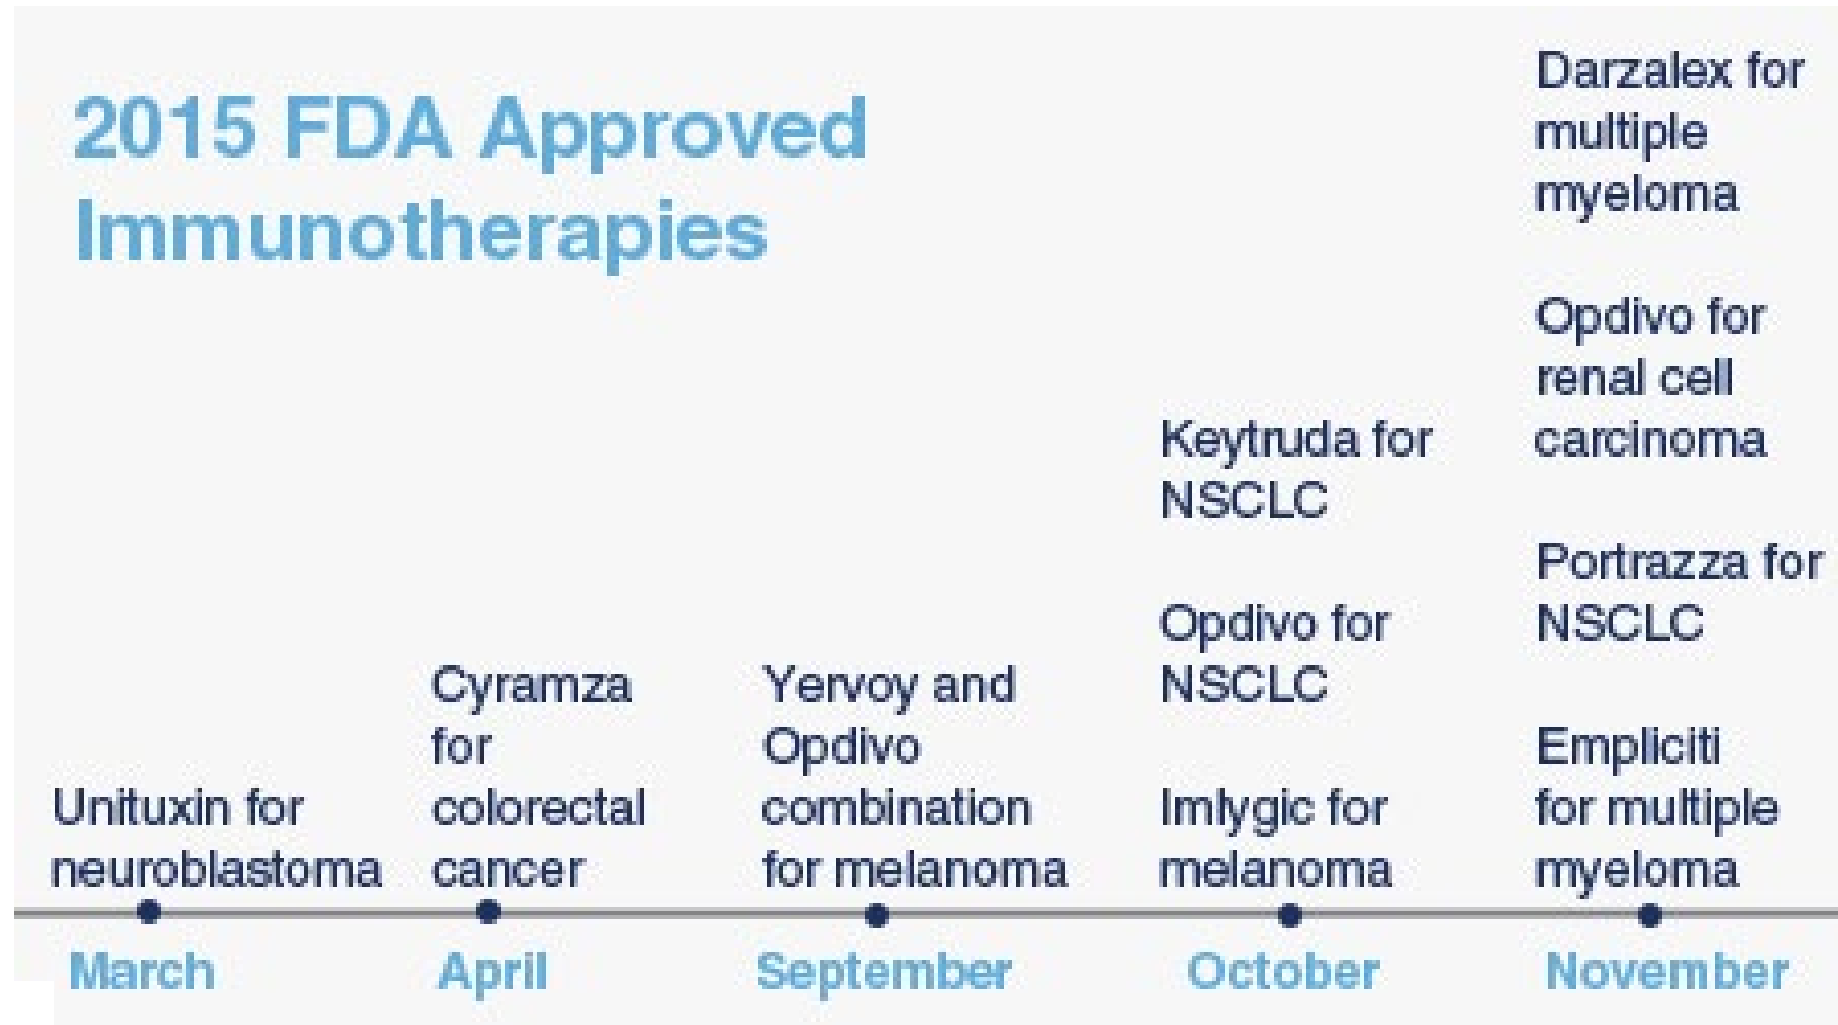 2015 FDA Approved
Immunotherapies
Unituxin for
neuroblastoma
March
Cyramza
for
colorectal
cancer
April
Yervoy and
Opdivo
combination
for melanoma
September
Keytruda for
NSCLC
Opdivo for
NSCLC
Imlygic for
melanoma
October
Darzalex for
multiple
myeloma
Opdivo for
renal cell
carcinoma
Portrazza for
NSCLC
Empliciti
for multiple
myeloma
November